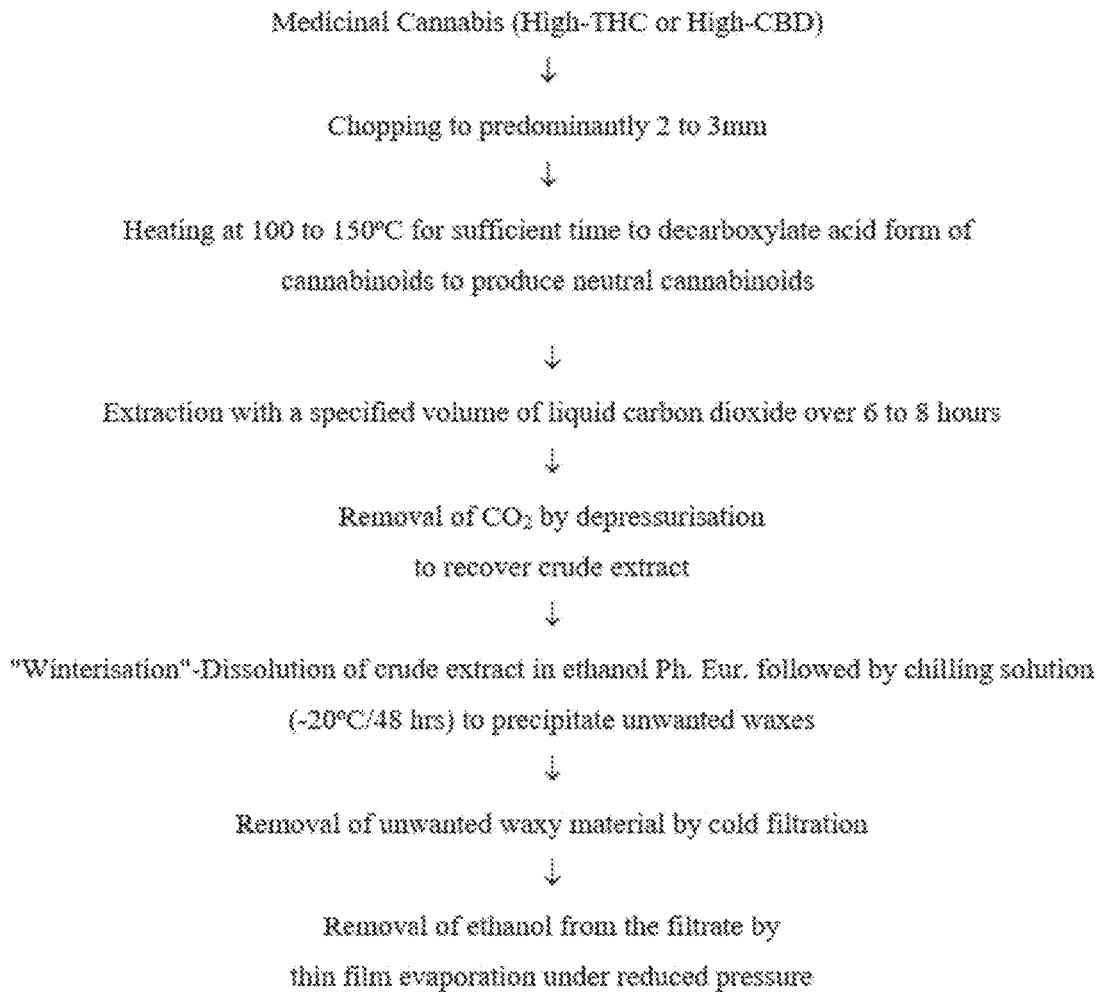 Medicinal Cannabis (High-THC or High-CBD)
↓
Chopping to predominantly 2 to 3mm
↓
Heating at 100 to 150ºC for sufficient time to decarboxylate acid form of
cannabinoids to produce neutral cannabinoids
↓
Extraction with a specified volume of liquid carbon dioxide over 6 to 8 hours
↓
Removal of CO₂ by depressurisation
to recover crude extract
↓
"Winterisation"-Dissolution of crude extract in ethanol Ph. Eur. followed by chilling solution
(-20ºC/48 hrs) to precipitate unwanted waxes
↓
Removal of unwanted waxy material by cold filtration
↓
Removal of ethanol from the filtrate by
thin film evaporation under reduced pressure